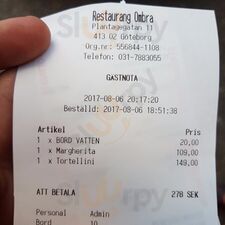 Restaurang Ombra
Plantagegatan 11
413 02 Göteborg
Org.nr: 556844-1108
Telefon: 031-7883055
GASTNOTA
2017-08-06 20:17:20
Beställd: 2017-08-06 18:51:38
Artikel Pris
1 x BORD VATTEN 20,00
1 x Margherita 109,00
1 x Tortellini 149,00
ATT BETALA 278 SEK
Personal Admin
Bord 10
Sluurpy